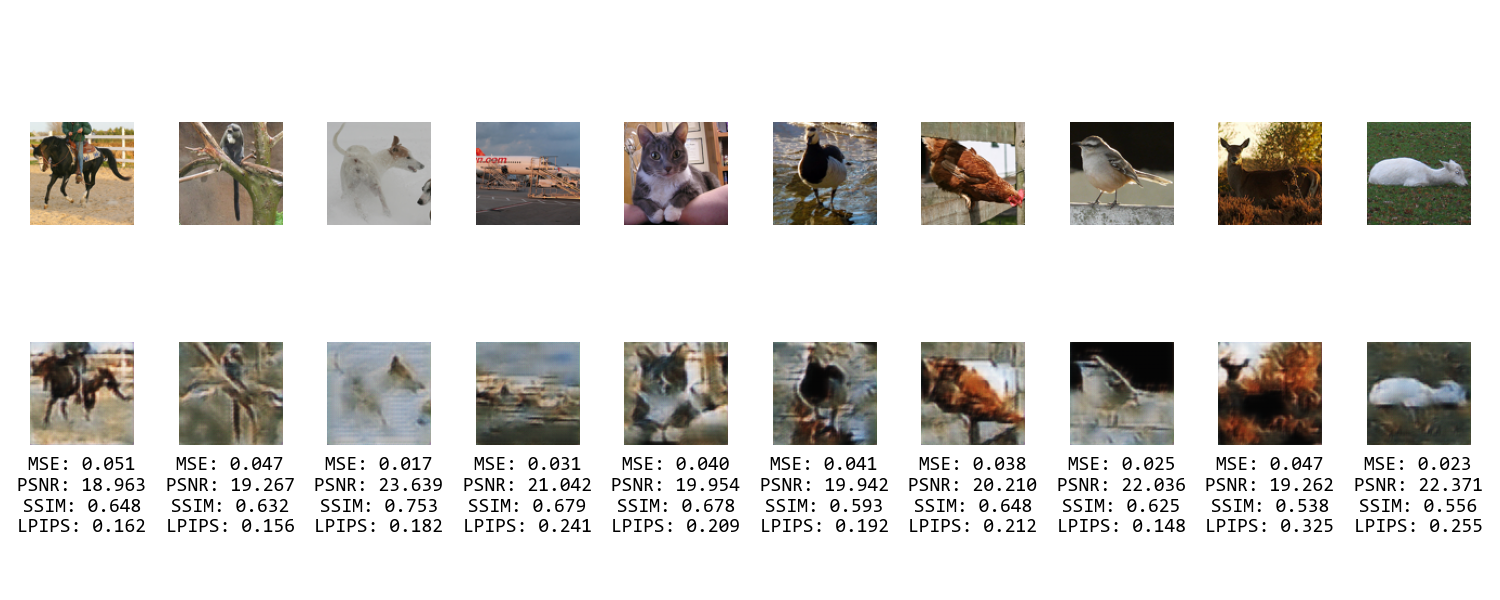 a.com
MSE: 0.051
PSNR: 18.963
SSIM: 0.648
LPIPS: 0.162
MSE: 0.047
PSNR: 19.267
SSIM: 0.632
LPIPS: 0.156
MSE: 0.017
PSNR: 23.639
SSIM: 0.753
LPIPS: 0.182
MSE: 0.031
PSNR: 21.042
SSIM: 0.679
LPIPS: 0.241
MSE: 0.040
PSNR: 19.954
SSIM: 0.678
LPIPS: 0.209
MSE: 0.041
PSNR: 19.942
SSIM: 0.593
LPIPS: 0.192
MSE: 0.038
PSNR: 20.210
SSIM: 0.648
LPIPS: 0.212
MSE: 0.025
PSNR: 22.036
SSIM: 0.625
LPIPS: 0.148
MSE: 0.047
PSNR: 19.262
SSIM: 0.538
LPIPS: 0.325
MSE: 0.023
PSNR: 22.371
SSIM: 0.556
LPIPS: 0.255